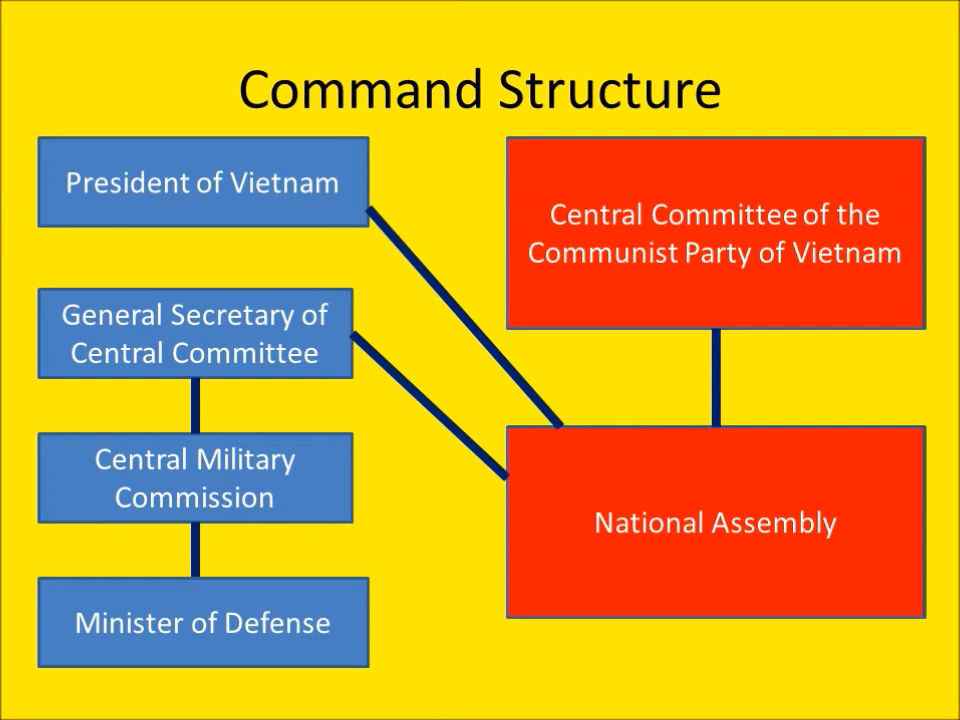 Command Structure
President of Vietnam
General Secretary of
Central Committee
Central Military
Commission
Minister of Defense
Central Committee of the
Communist Party of Vietnam
National Assembly